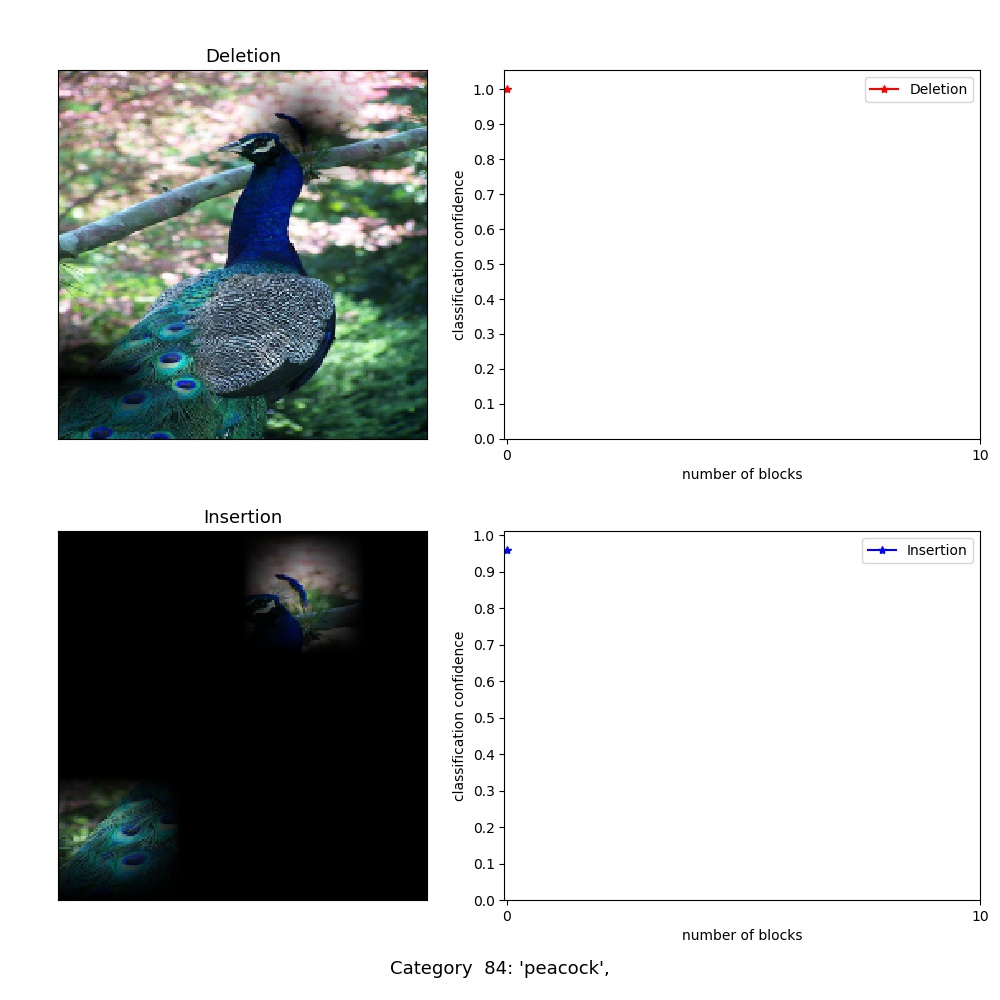 Deletion
1.0
0.9
0.8
0.7
0.6
0.5
0.4
0.3
0.2
0.1
0.0
classification confidence
Deletion
0
10
number of blocks
Insertion
1.0
0.9
0.8
0.7
0.6
0.5
0.4
0.3
0.2
0.1
0.0
classification confidence
Insertion
0
10
number of blocks
Category  84: 'peacock',